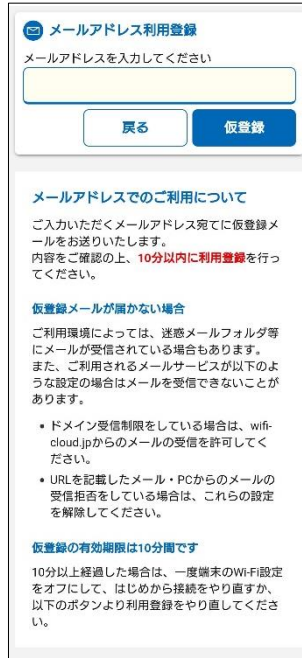 メールアドレス利用登録
メールアドレスを入力してください
戻る
仮登録
メールアドレスでのご利用について
ご入力いただくメールアドレス宛てに仮登録メ
ールをお送りいたします。
内容をご確認の上、10分以内に利用登録を行っ
てください。
仮登録メールが届かない場合
ご利用環境によっては、迷惑メールフォルダ等
にメールが受信されている場合もあります。
また、ご利用されるメールサービスが以下のよ
うな設定の場合はメールを受信できないことが
あります。
• ドメイン受信制限をしている場合は、wifi-
cloud.jpからのメールの受信を許可してく
ださい。
• URLを記載したメール・PCからのメールの
受信拒否をしている場合は、これらの設定
を解除してください。
仮登録の有効期限は10分間です
10分以上経過した場合は、一度端末のWi-Fi設定
をオフにして、はじめから接続をやり直すか、
以下のボタンより利用登録をやり直してくださ
い。